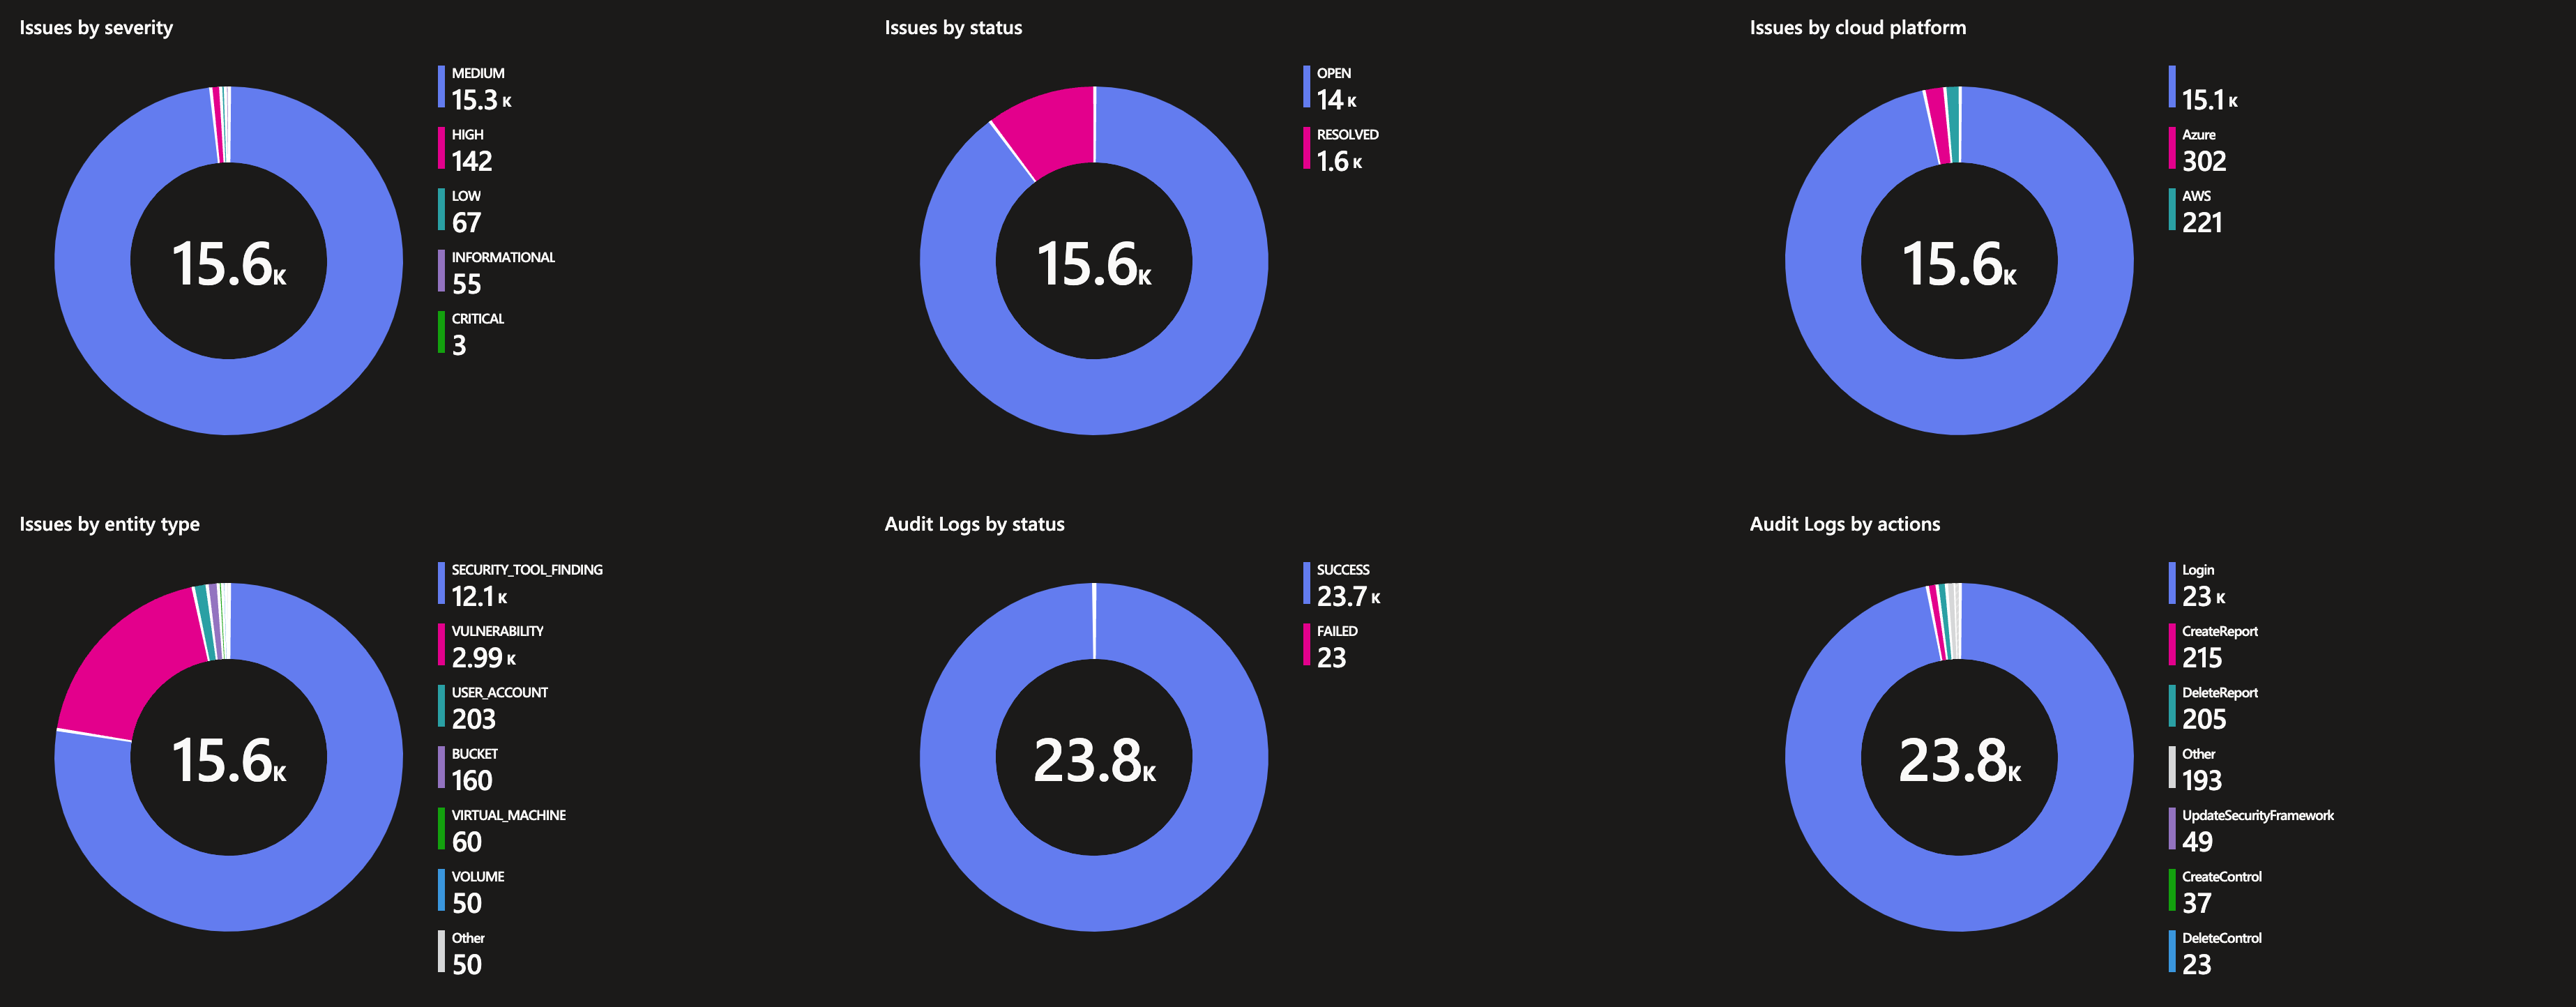 Issues by severity
MEDIUM
15.3 K
HIGH
142
LOW
67
INFORMATIONAL
55
CRITICAL
3
15.6K
Issues by status
OPEN
14 K
RESOLVED
1.6 K
15.6K
Issues by cloud platform
15.1 K
Azure
302
AWS
221
15.6K
Issues by entity type
SECURITY_TOOL_FINDING
12.1 K
VULNERABILITY
2.99 K
USER_ACCOUNT
203
BUCKET
160
VIRTUAL_MACHINE
60
VOLUME
50
Other
50
15.6K
Audit Logs by status
SUCCESS
23.7 K
FAILED
23
23.8K
Audit Logs by actions
Login
23 K
CreateReport
215
DeleteReport
205
Other
193
UpdateSecurityFramework
49
CreateControl
37
DeleteControl
23
23.8K